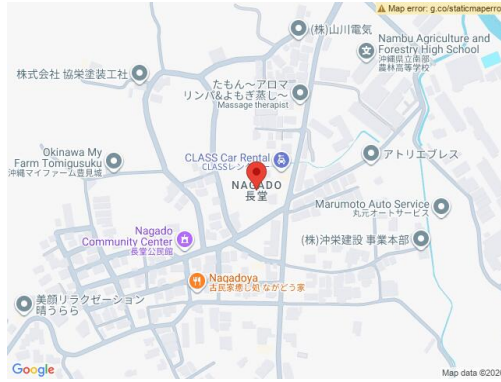 Map error: g.co/staticmaperro
(株)山川電気
Nambu Agriculture and
Forestry High School
沖縄県立南部
農林高等学校
株式会社 協栄塗装工社
たもん〜アロマ
リンパ&よもぎ蒸し〜
Massage therapist
Okinawa My
Farm Tomigusuku
沖縄マイファーム豊見城
CLASS Car Rental
CLASSレンタカー
アトリエブレス
NAGADO
長堂
Marumoto Auto Service
丸元オートサービス
Nagado
Community Center
長堂公民館
(株)沖栄建設 事業本部
Nagadoya
古民家癒し処 ながどう家
美顔リラクゼーション
晴うらら
Google
Map data ©202